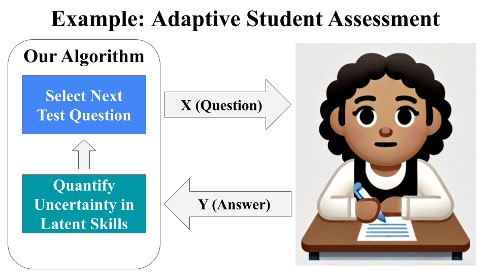 Example: Adaptive Student Assessment
Our Algorithm
Select Next
Test Question
X (Question)
Quantify
Uncertainty in
Latent Skills
Y (Answer)